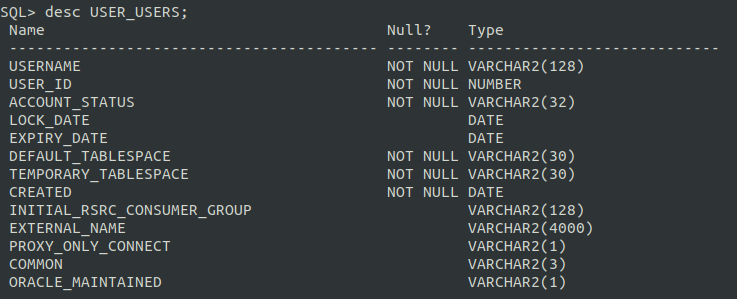 SQL> desc USER_USERS;
 Name                                      Null?    Type
 ----------------------------------------- -------- ----------------------------
 USERNAME                                  NOT NULL VARCHAR2(128)
 USER_ID                                   NOT NULL NUMBER
 ACCOUNT_STATUS                            NOT NULL VARCHAR2(32)
 LOCK_DATE                                          DATE
 EXPIRY_DATE                                        DATE
 DEFAULT_TABLESPACE                        NOT NULL VARCHAR2(30)
 TEMPORARY_TABLESPACE                      NOT NULL VARCHAR2(30)
 CREATED                                   NOT NULL DATE
 INITIAL_RSRC_CONSUMER_GROUP                        VARCHAR2(128)
 EXTERNAL_NAME                                      VARCHAR2(4000)
 PROXY_ONLY_CONNECT                                 VARCHAR2(1)
 COMMON                                             VARCHAR2(3)
 ORACLE_MAINTAINED                                  VARCHAR2(1)